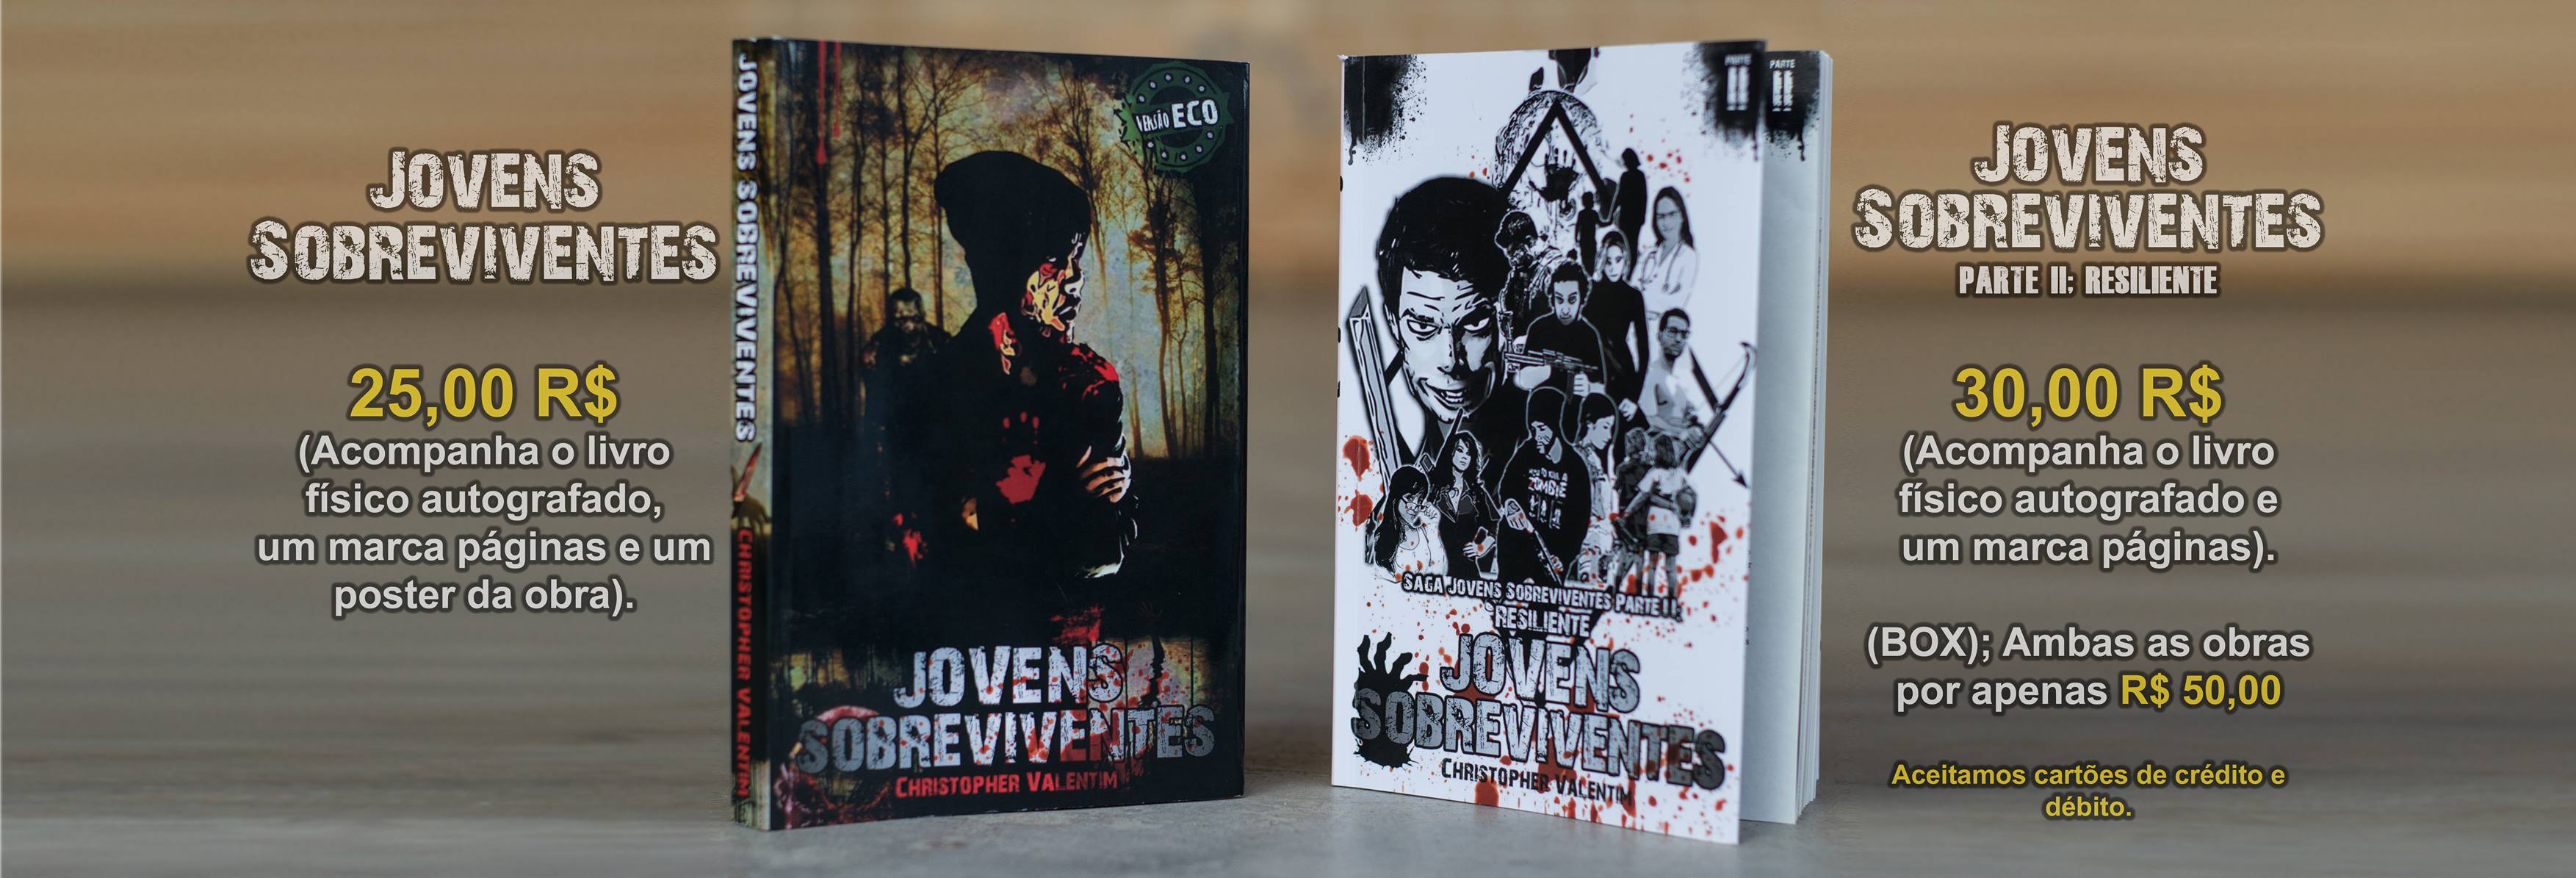 JOVENS
SOBREVIVENTES
25,00 R$
(Acompanha o livro
físico autografado,
um marca páginas e um
poster da obra).
JOVENS SOBREVIVENTES
CHRISTOPHER VALENTIM
VERSÃO ECO
JOVENS
SOBREVIVENTES
CHRISTOPHER VALENTIM
PARTE
II
PARTE
II
ZOMBIE
SAGA JOVENS SOBREVIVENTES PARTE II
RESILIENTE
JOVENS
SOBREVIVENTES
CHRISTOPHER VALENTIM
JOVENS
SOBREVIVENTES
PARTE II; RESILIENTE
30,00 R$
(Acompanha o livro
físico autografado e
um marca páginas).
(BOX); Ambas as obras
por apenas R$ 50,00
Aceitamos cartões de crédito e
débito.